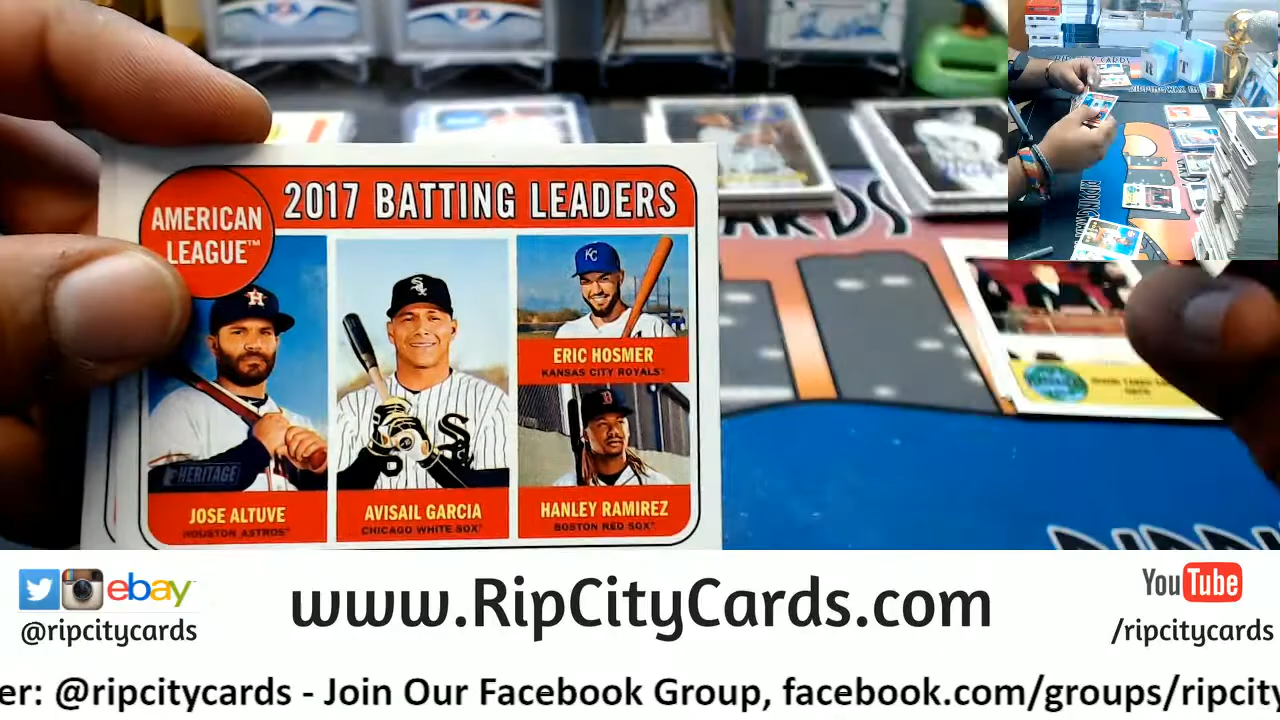 2017 BATTING LEADERS
AMERICAN
LEAGUE™
HERITAGE
JOSE ALTUVE
HOUSTON ASTROS
AVISAIL GARCIA
CHICAGO WHITE SOX
ERIC HOSMER
KANSAS CITY ROYALS
HANLEY RAMIREZ
BOSTON RED SOX
ebay
@ripcitycards
www.RipCityCards.com
YouTube
/ripcitycards
er: @ripcitycards - Join Our Facebook Group, facebook.com/groups/ripcity